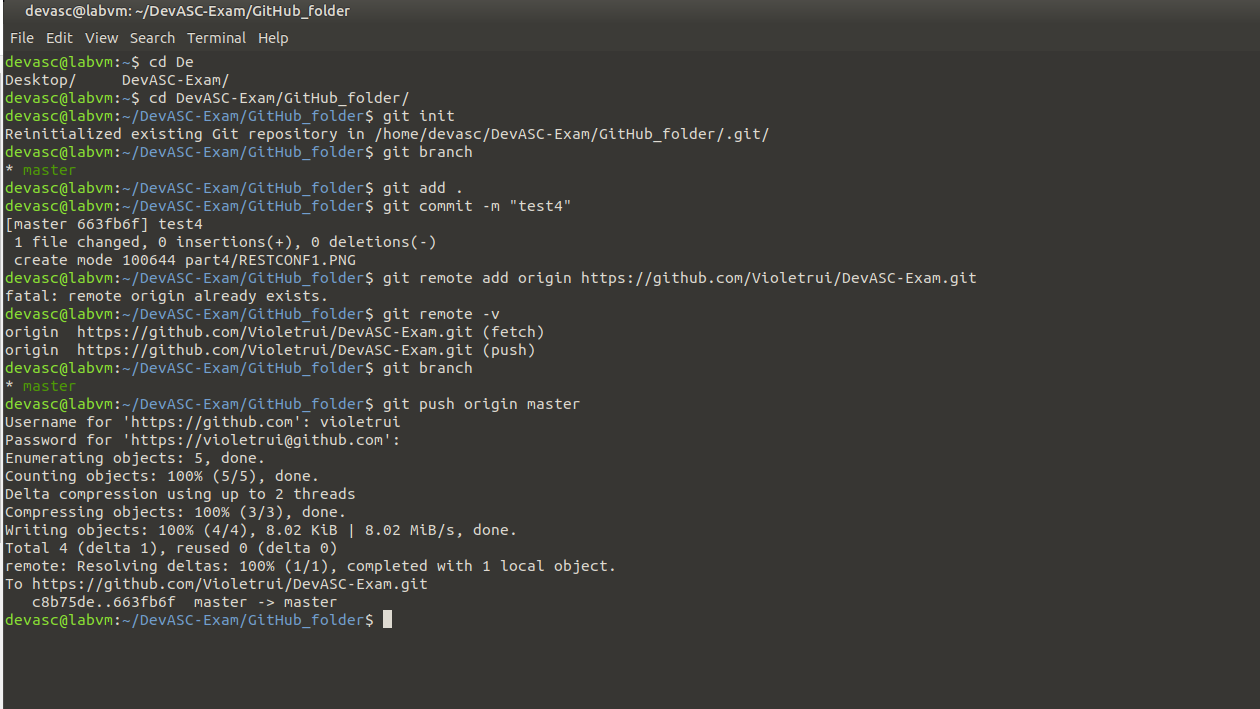 devasc@labvm: ~/DevASC-Exam/GitHub_folder
File Edit View Search Terminal Help
devasc@labvm:~$ cd De
Desktop/     DevASC-Exam/
devasc@labvm:~$ cd DevASC-Exam/GitHub_folder/
devasc@labvm:~/DevASC-Exam/GitHub_folder$ git init
Reinitialized existing Git repository in /home/devasc/DevASC-Exam/GitHub_folder/.git/
devasc@labvm:~/DevASC-Exam/GitHub_folder$ git branch
* master
devasc@labvm:~/DevASC-Exam/GitHub_folder$ git add .
devasc@labvm:~/DevASC-Exam/GitHub_folder$ git commit -m "test4"
[master 663fb6f] test4
 1 file changed, 0 insertions(+), 0 deletions(-)
 create mode 100644 part4/RESTCONF1.PNG
devasc@labvm:~/DevASC-Exam/GitHub_folder$ git remote add origin https://github.com/Violetrui/DevASC-Exam.git
fatal: remote origin already exists.
devasc@labvm:~/DevASC-Exam/GitHub_folder$ git remote -v
origin  https://github.com/Violetrui/DevASC-Exam.git (fetch)
origin  https://github.com/Violetrui/DevASC-Exam.git (push)
devasc@labvm:~/DevASC-Exam/GitHub_folder$ git branch
* master
devasc@labvm:~/DevASC-Exam/GitHub_folder$ git push origin master
Username for 'https://github.com': violetrui
Password for 'https://violetrui@github.com':
Enumerating objects: 5, done.
Counting objects: 100% (5/5), done.
Delta compression using up to 2 threads
Compressing objects: 100% (3/3), done.
Writing objects: 100% (4/4), 8.02 KiB | 8.02 MiB/s, done.
Total 4 (delta 1), reused 0 (delta 0)
remote: Resolving deltas: 100% (1/1), completed with 1 local object.
To https://github.com/Violetrui/DevASC-Exam.git
   c8b75de..663fb6f  master -> master
devasc@labvm:~/DevASC-Exam/GitHub_folder$